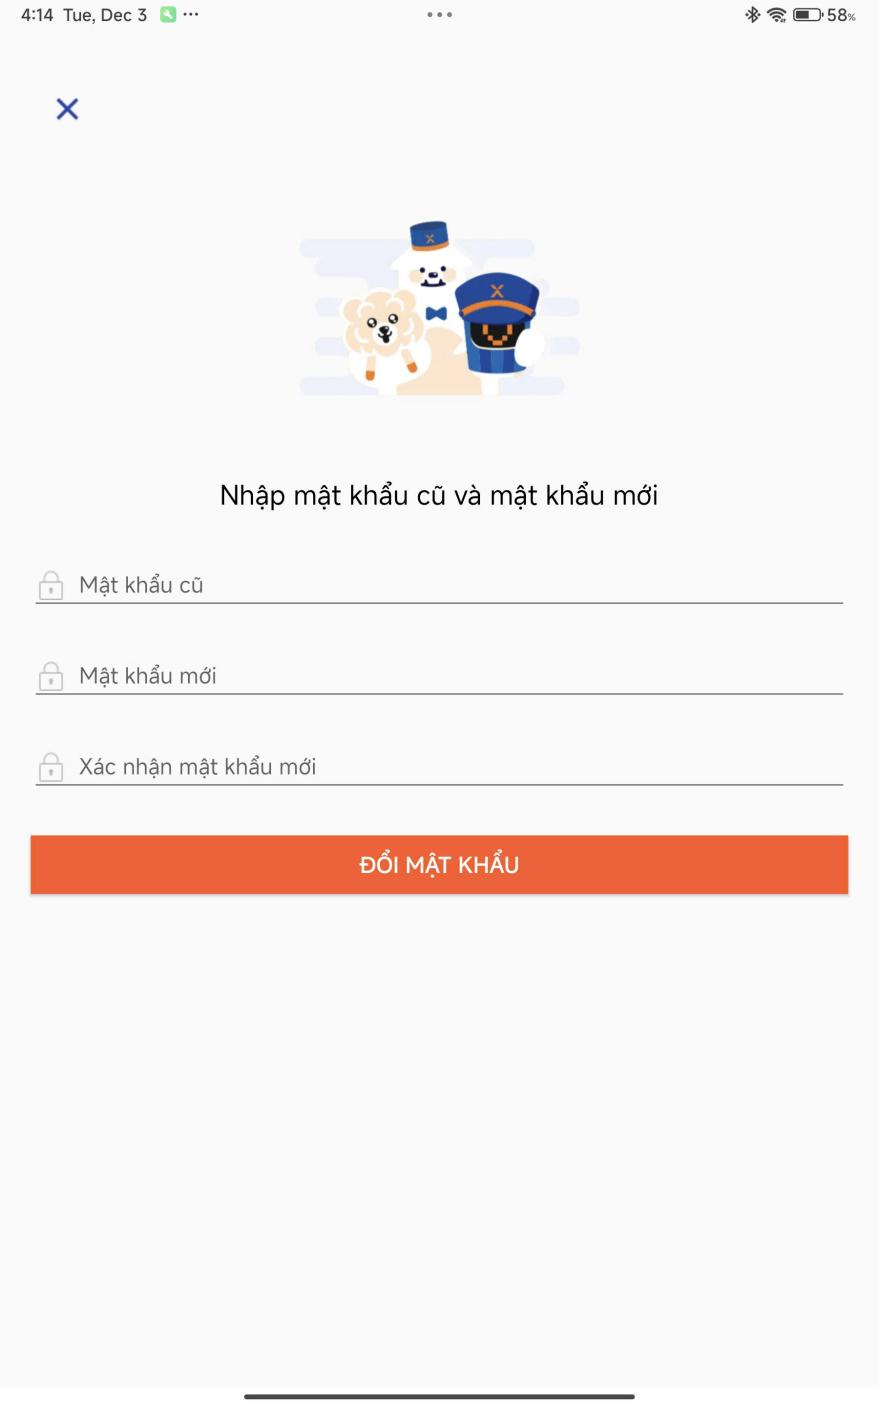 4:14 Tue, Dec 3
58%
Nhập mật khẩu cũ và mật khẩu mới
Mật khẩu cũ
Mật khẩu mới
Xác nhận mật khẩu mới
ĐỔI MẬT KHẨU